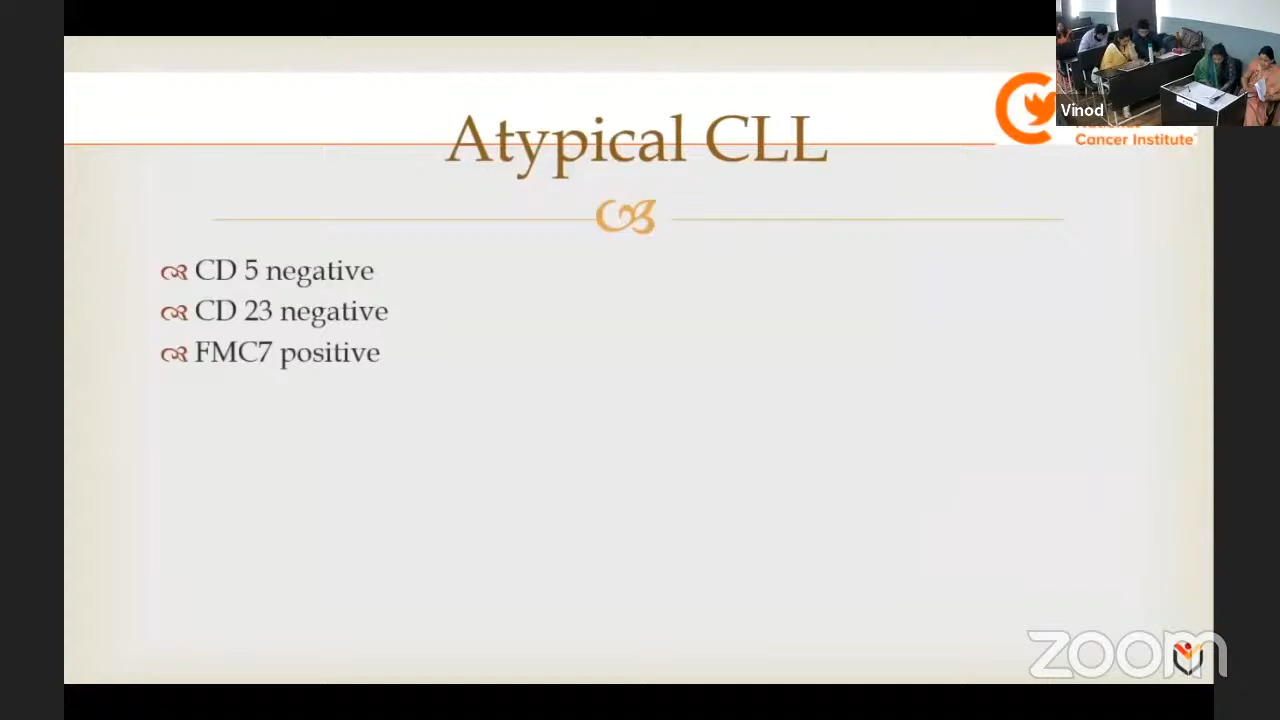 Vinod
Cancer Institute
Atypical CLL
CD 5 negative
CD 23 negative
FMC7 positive
zoom